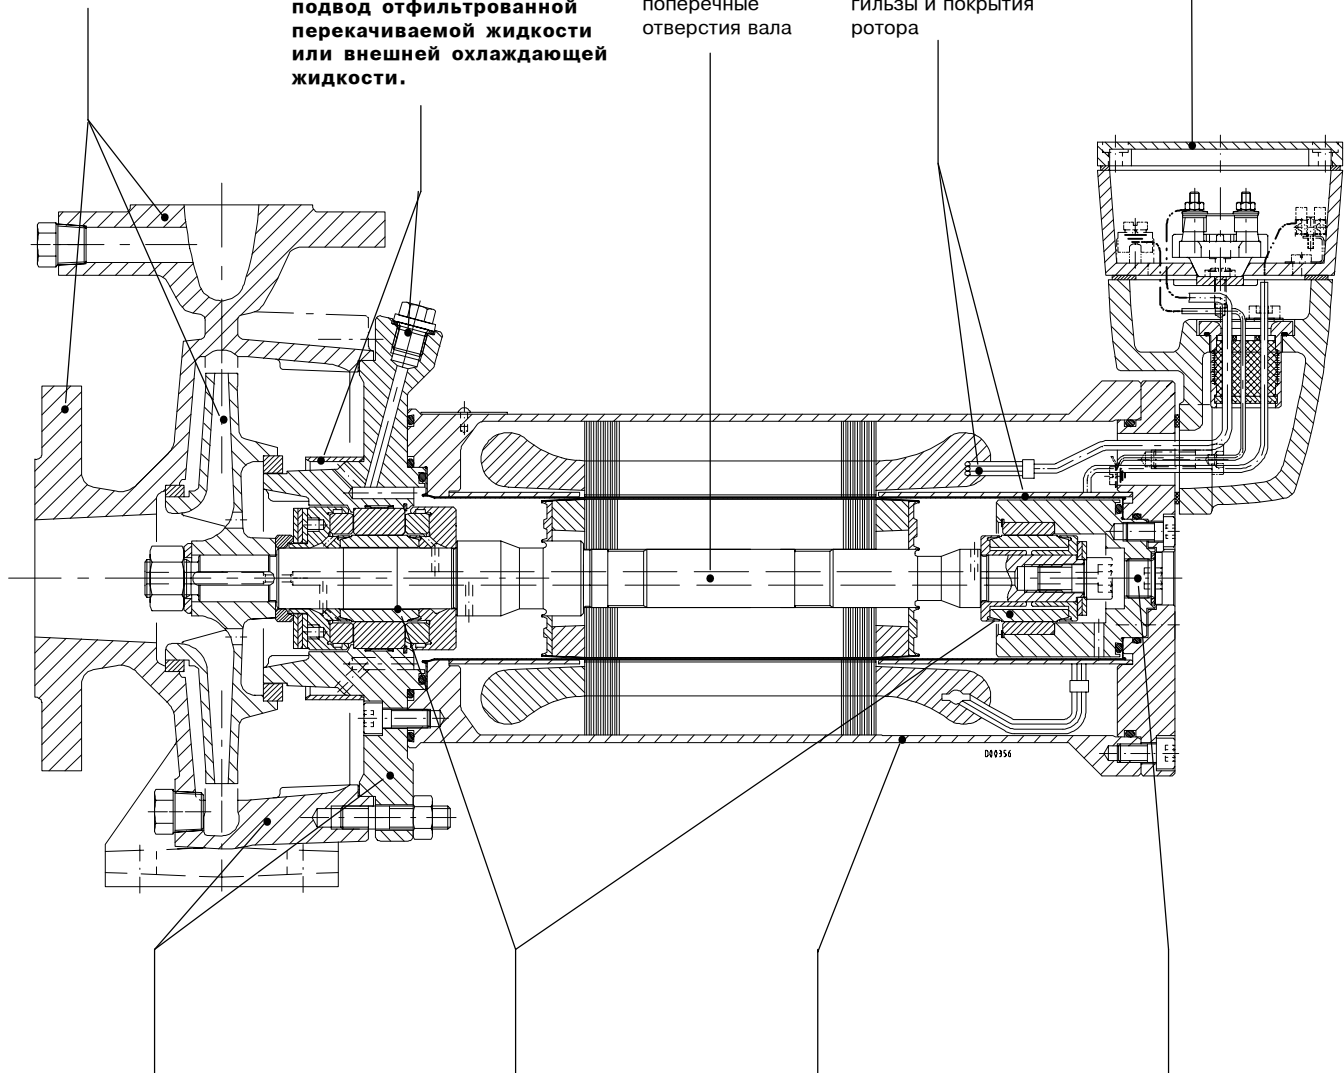 подвод отфильтрованной
перекачиваемой жидкости
или внешней охлаждающей
жидкости.
поперечные
отверстия вала
гильзы и покрытия
ротора
D00356